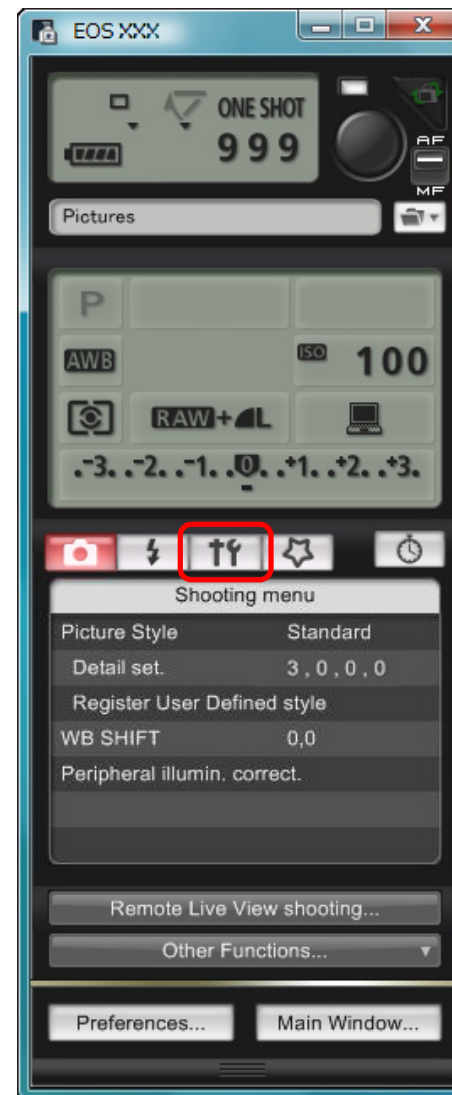 EOS XXX
ONE SHOT
999
AF
MF
Pictures
P
AWB
ISO 100
RAW+L
.-3. .-2. .-1. .0. .+1. .+2. .+3.
Shooting menu
Picture Style Standard
Detail set. 3 , 0 , 0 , 0
Register User Defined style
WB SHIFT 0,0
Peripheral illumin. correct.
Remote Live View shooting...
Other Functions...
Preferences... Main Window...